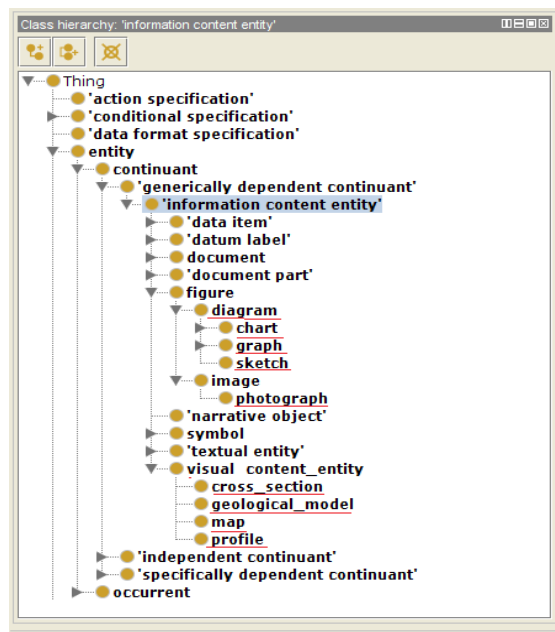 Class hierarchy: 'information content entity'
Thing
'action specification'
'conditional specification'
'data format specification'
entity
continuant
'generically dependent continuant'
'information content entity'
'data item'
'datum label'
document
'document part'
figure
diagram
chart
graph
sketch
image
photograph
'narrative object'
symbol
'textual entity'
visual content_entity
cross_section
geological_model
map
profile
'independent continuant'
'specifically dependent continuant'
occurrent